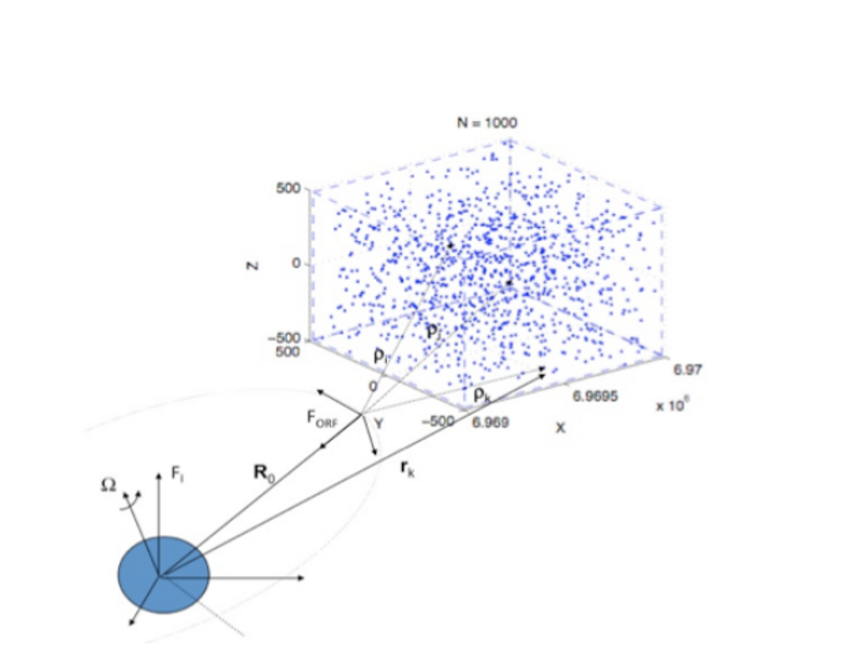 N = 1000
500
Z
0
−500
500
ρj
ρi
0
6.97
ρk
6.9695
x 10⁶
FORF
Y
−500
6.969
X
R0
rk
Ω
FI